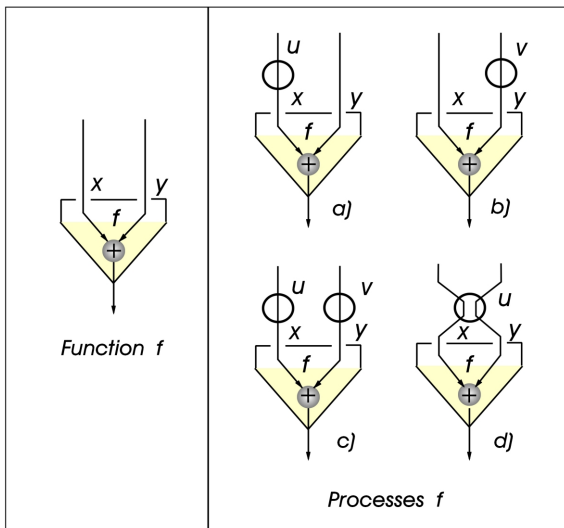 x y
f
+
Function f
u
x y
f
+
a)
v
x y
f
+
b)
u v
x y
f
+
c)
u
x y
f
+
d)
Processes f